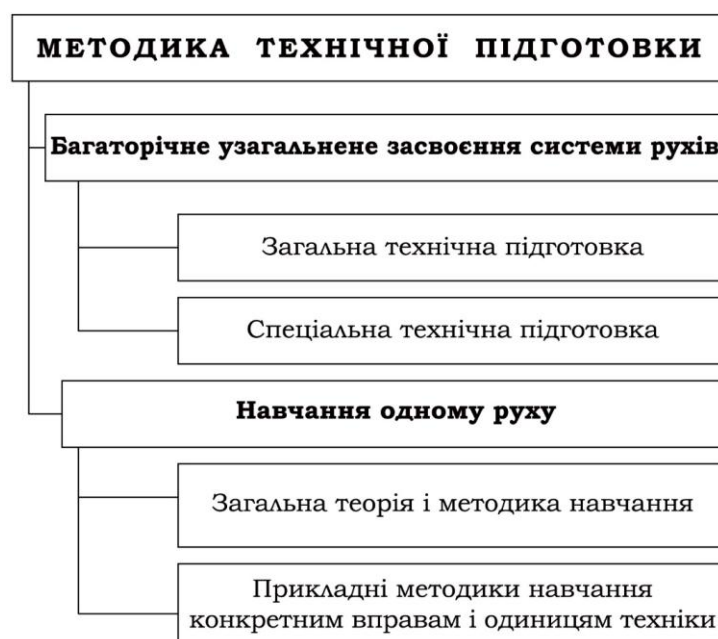 МЕТОДИКА ТЕХНІЧНОЇ ПІДГОТОВКИ
Багаторічне узагальнене засвоєння системи рухів
Загальна технічна підготовка
Спеціальна технічна підготовка
Навчання одному руху
Загальна теорія і методика навчання
Прикладні методики навчання
конкретним вправам і одиницям техніки